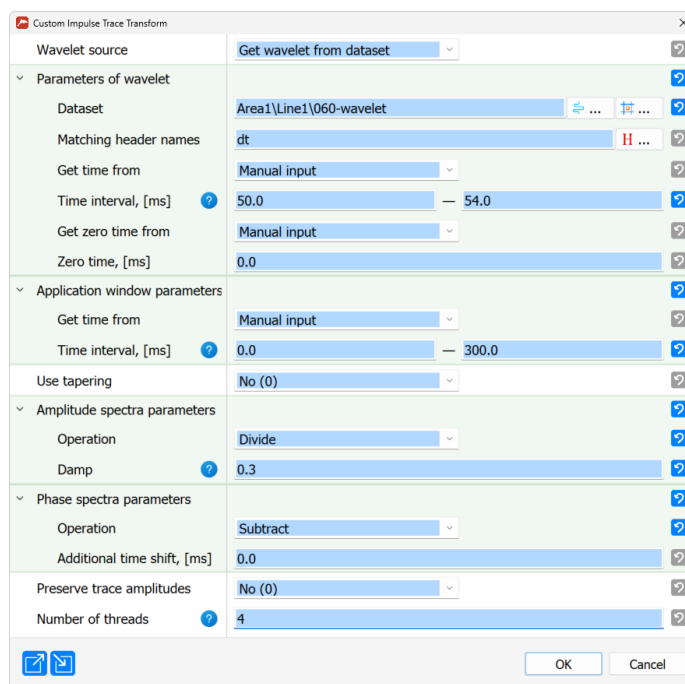 Custom Impulse Trace Transform
Wavelet source Get wavelet from dataset
Parameters of wavelet
Dataset Area1\Line1\060-wavelet ... ...
Matching header names dt H ...
Get time from Manual input
Time interval, [ms] ? 50.0 — 54.0
Get zero time from Manual input
Zero time, [ms] 0.0
Application window parameters
Get time from Manual input
Time interval, [ms] ? 0.0 — 300.0
Use tapering No (0)
Amplitude spectra parameters
Operation Divide
Damp ? 0.3
Phase spectra parameters
Operation Subtract
Additional time shift, [ms] 0.0
Preserve trace amplitudes No (0)
Number of threads ? 4
OK Cancel